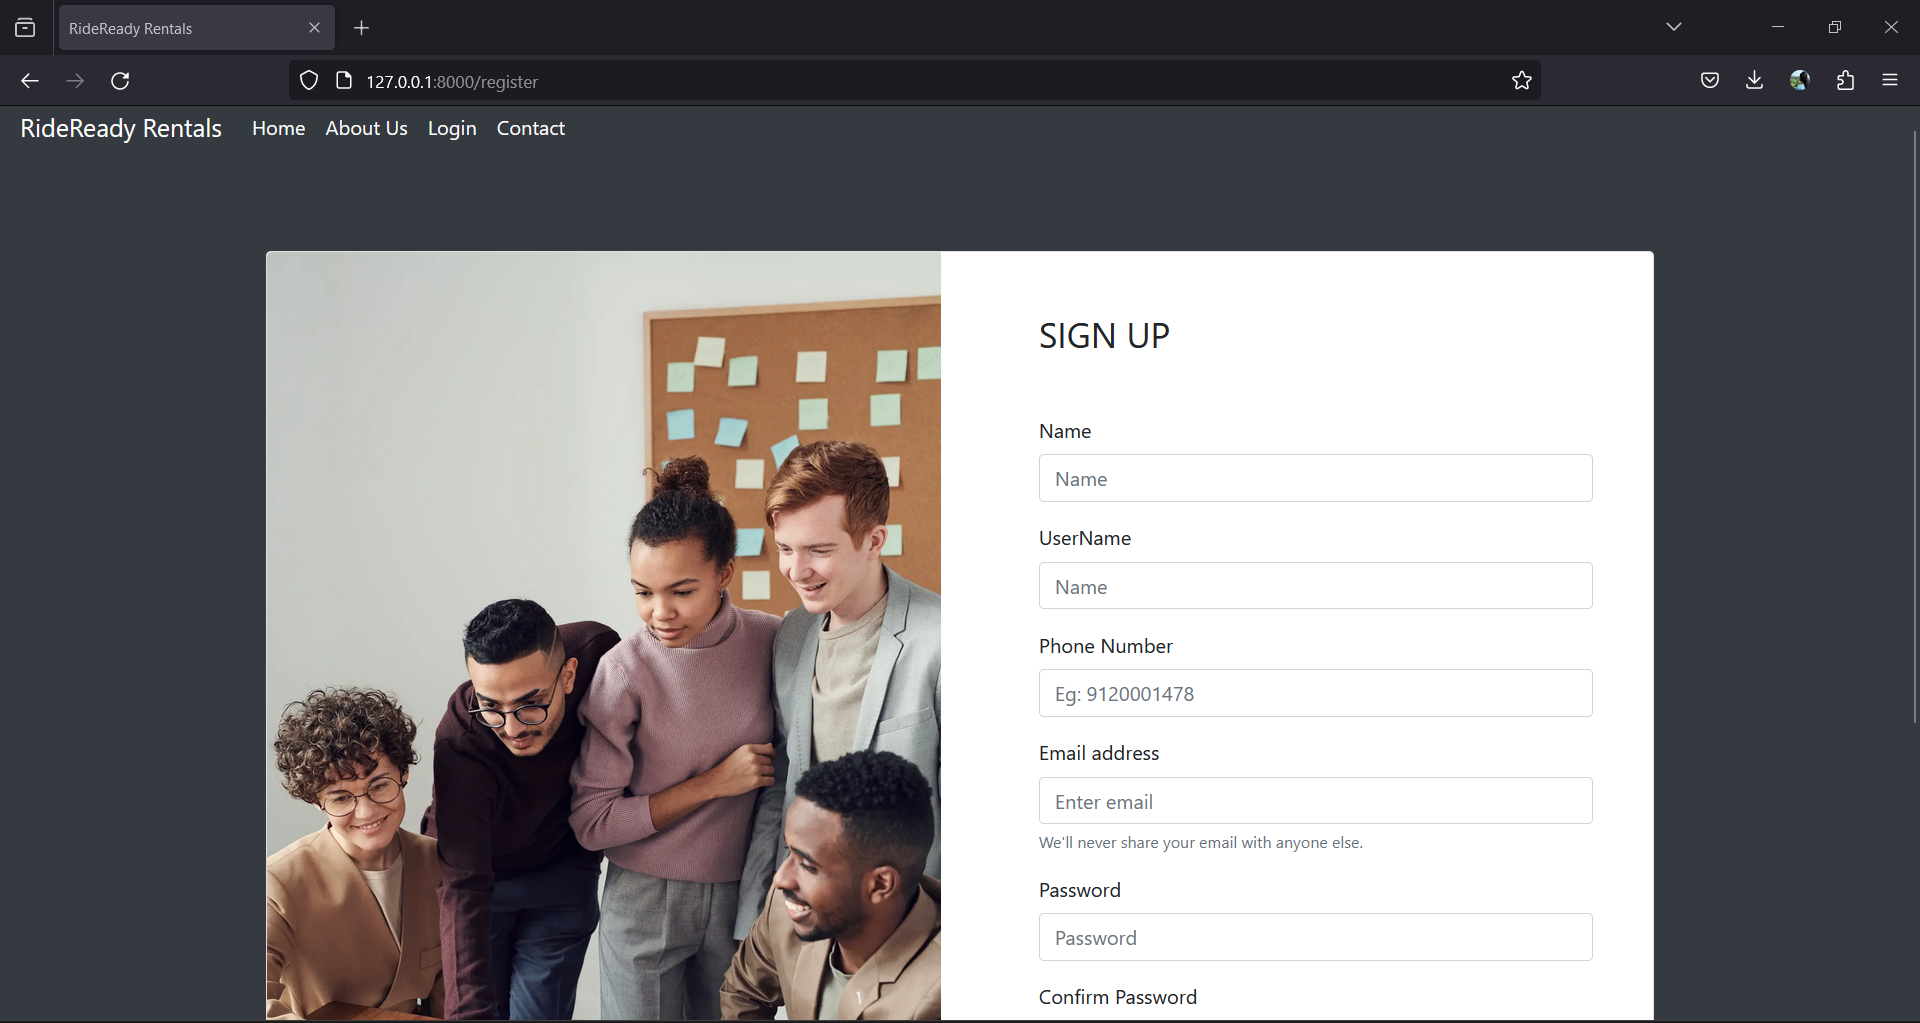 RideReady Rentals
127.0.0.1:8000/register
RideReady Rentals Home About Us Login Contact
SIGN UP
Name
Name
UserName
Name
Phone Number
Eg: 9120001478
Email address
Enter email
We'll never share your email with anyone else.
Password
Password
Confirm Password